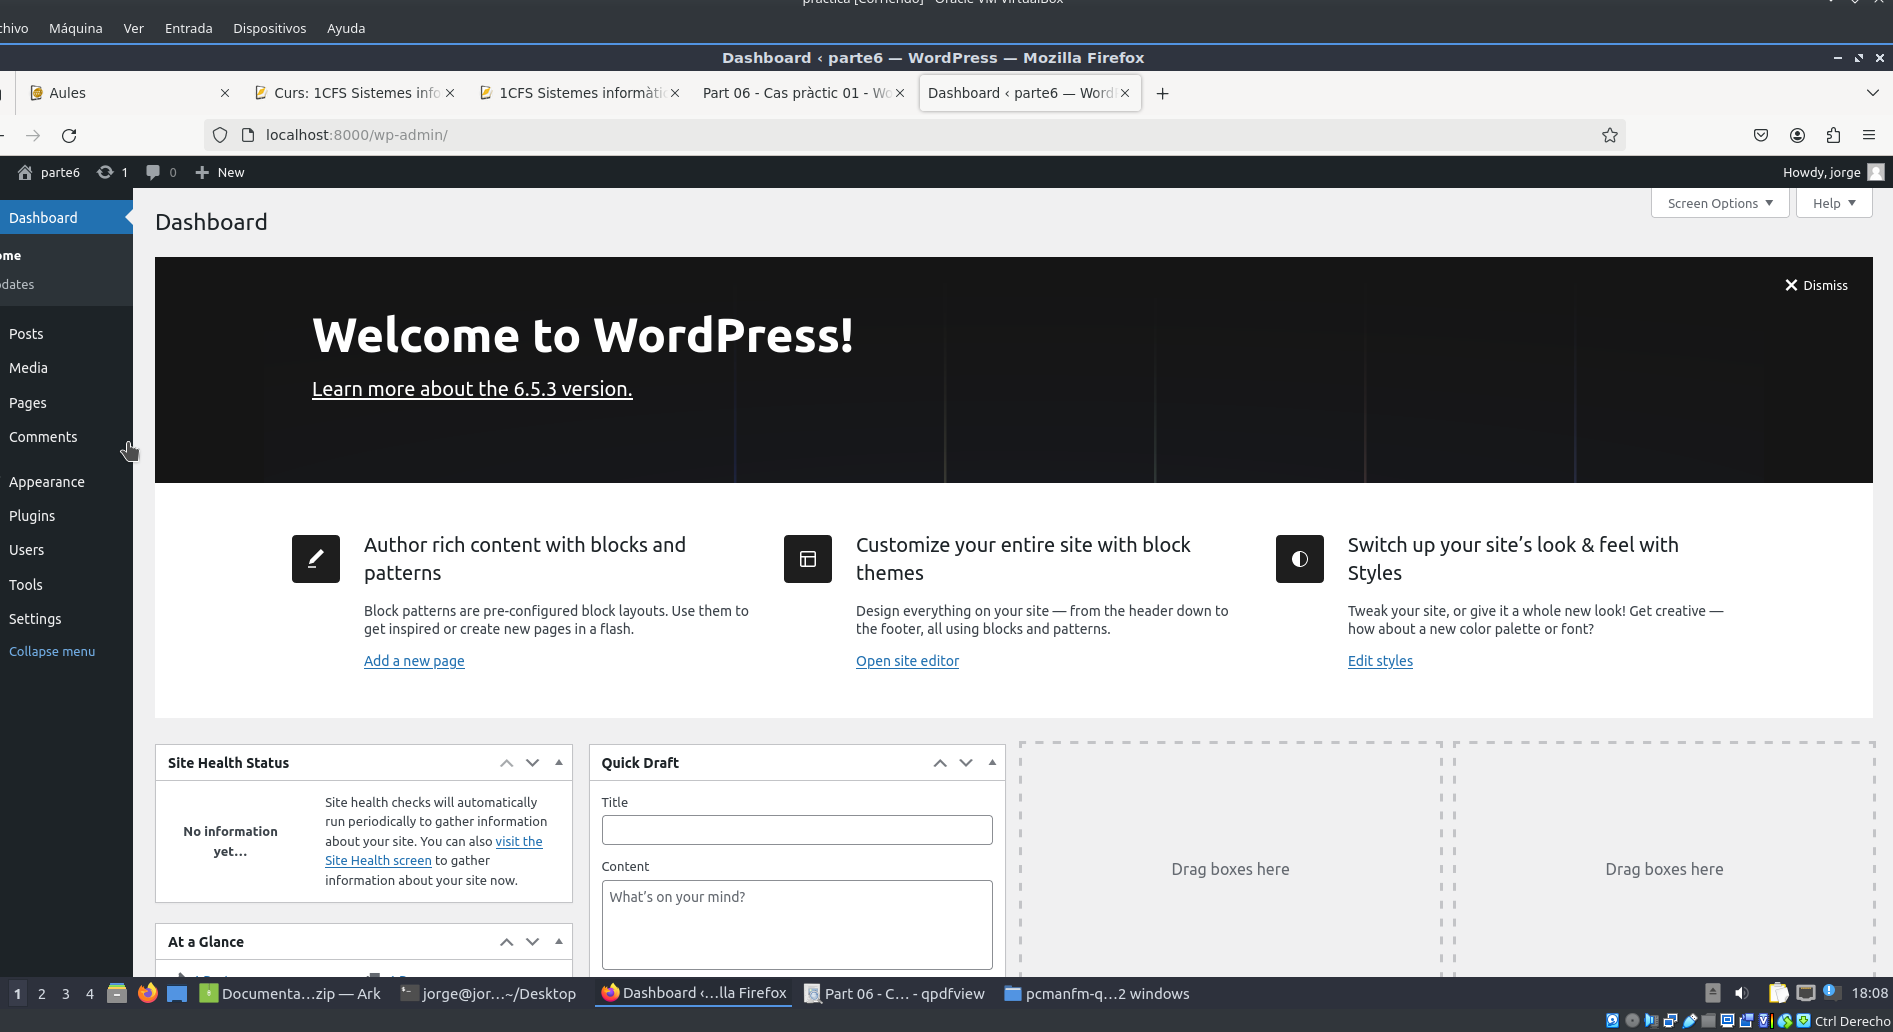 Archivo Máquina Ver Entrada Dispositivos Ayuda
Dashboard ‹ parte6 — WordPress — Mozilla Firefox
Aules
Curs: 1CFS Sistemes info
1CFS Sistemes informàtic
Part 06 - Cas pràctic 01 - Wo
Dashboard ‹ parte6 — Word
localhost:8000/wp-admin/
parte6 1 0 New
Howdy, jorge
Dashboard
ome
pdates
Posts
Media
Pages
Comments
Appearance
Plugins
Users
Tools
Settings
Collapse menu
Dashboard
Screen Options
Help
Dismiss
Welcome to WordPress!
Learn more about the 6.5.3 version.
Author rich content with blocks and
patterns
Block patterns are pre-configured block layouts. Use them to
get inspired or create new pages in a flash.
Add a new page
Customize your entire site with block
themes
Design everything on your site — from the header down to
the footer, all using blocks and patterns.
Open site editor
Switch up your site’s look & feel with
Styles
Tweak your site, or give it a whole new look! Get creative —
how about a new color palette or font?
Edit styles
Site Health Status
No information
yet…
Site health checks will automatically
run periodically to gather information
about your site. You can also visit the
Site Health screen to gather
information about your site now.
At a Glance
Quick Draft
Title
Content
What’s on your mind?
Drag boxes here
Drag boxes here
1 2 3 4
Documenta...zip — Ark
jorge@jor...~/Desktop
Dashboard ‹...lla Firefox
Part 06 - C... - qpdfview
pcmanfm-q...2 windows
18:08
Ctrl Derecho